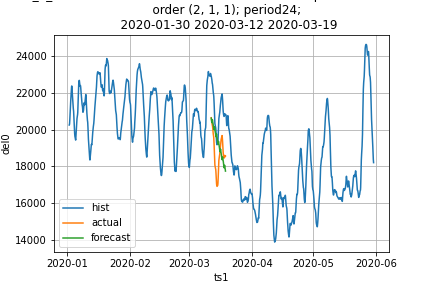 order (2, 1, 1); period24;
2020-01-30 2020-03-12 2020-03-19
24000
22000
20000
18000
16000
14000
del0
hist
actual
forecast
2020-01
2020-02
2020-03
2020-04
2020-05
2020-06
ts1